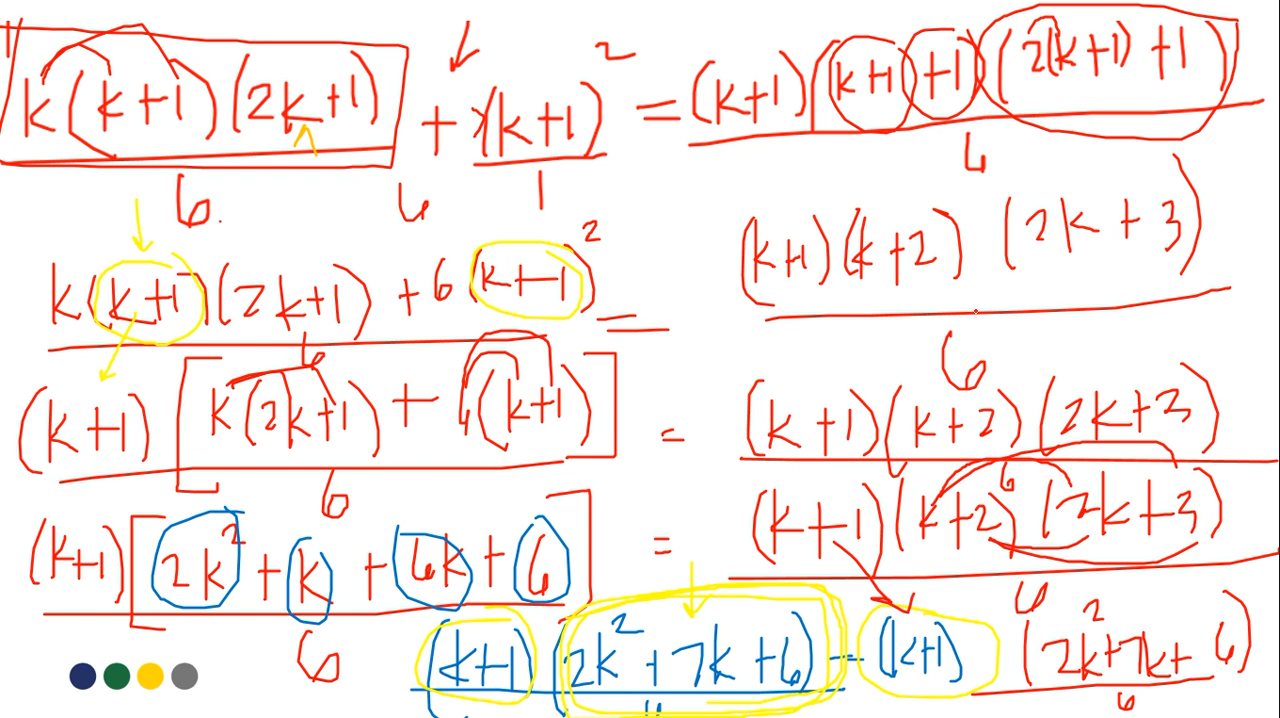 k(k+1)(2k+1)/6 + (k+1)²/1 = (k+1)(k+1+1)(2(k+1)+1)/6
6
(k+1)(k+2)(2k+3)/6
k(k+1)(2k+1)+6(k+1)²/6 =
(k+1)[k(2k+1)+6(k+1)]/6 = (k+1)(k+2)(2k+3)/6
(k+1)[2k²+k+6k+6]/6 = (k+1)(k+2)(2k+3)/6
(k+1)(2k²+7k+6)/6 = (k+1)(2k²+7k+6)/6